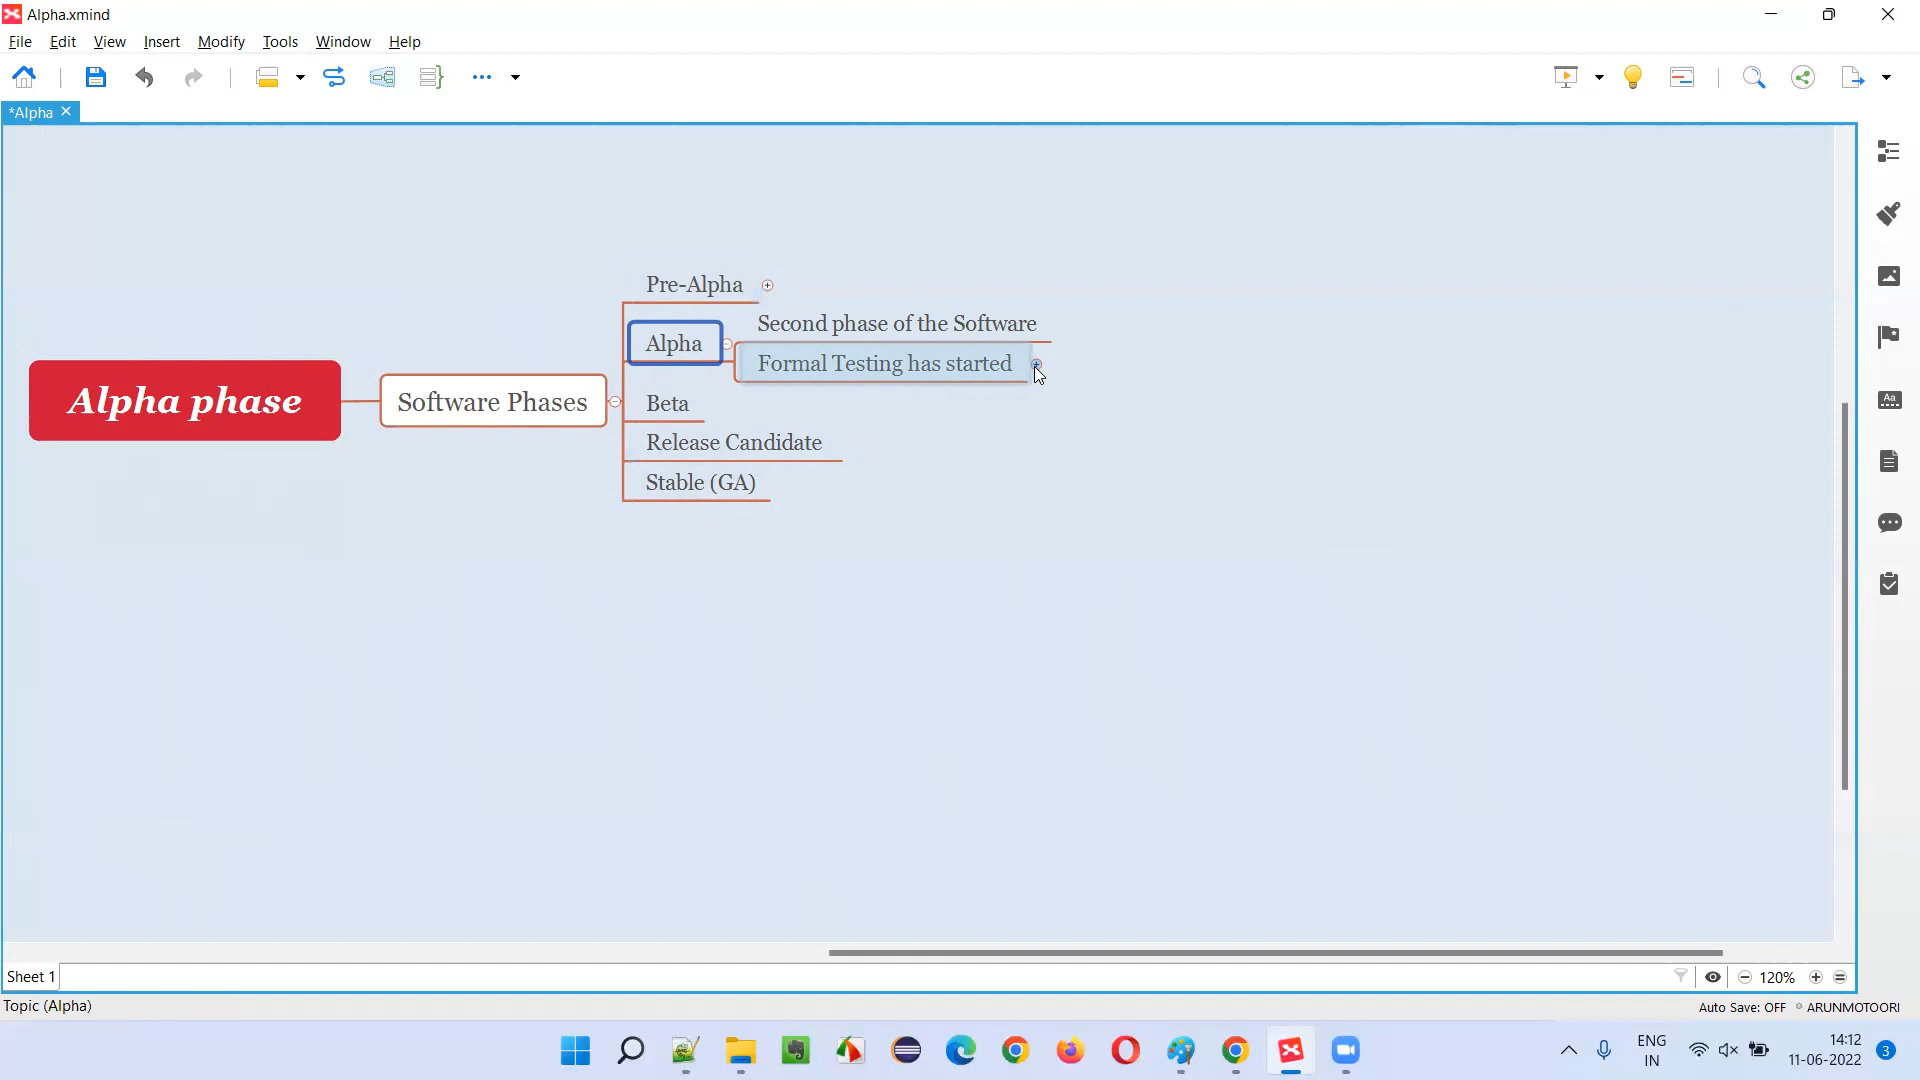 Alpha.xmind
File Edit View Insert Modify Tools Window Help
*Alpha
Pre-Alpha
Second phase of the Software
Alpha
Formal Testing has started
Alpha phase
Software Phases
Beta
Release Candidate
Stable (GA)
Aa
Sheet 1
120%
Topic (Alpha)
Auto Save: OFF
ARUNMOTOORI
ENG
IN
14:12
11-06-2022
3